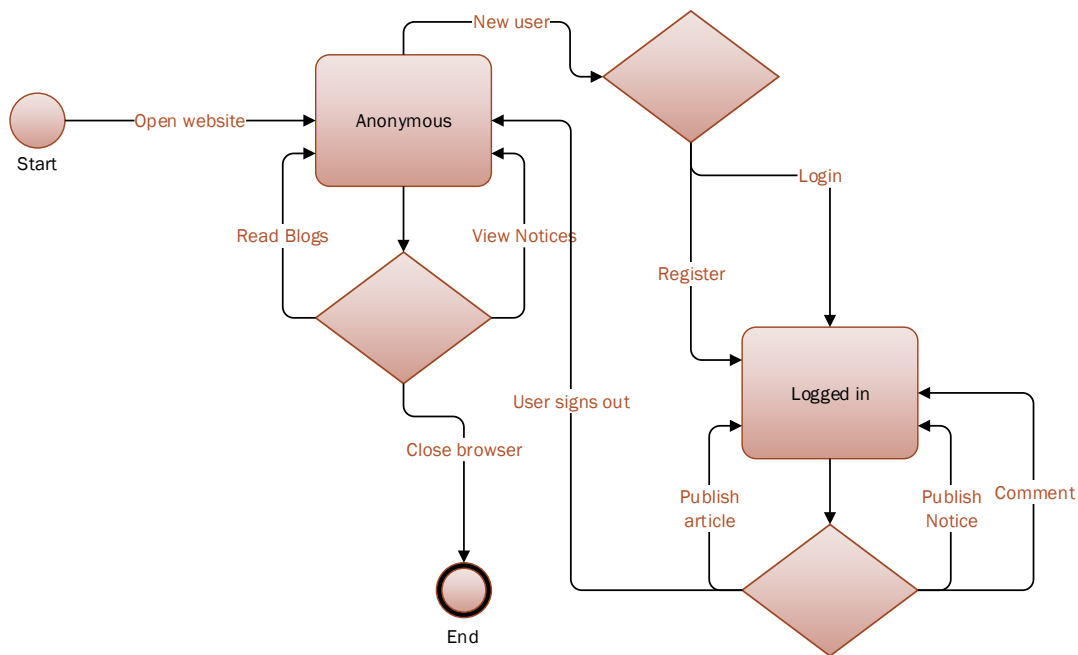 New user
Open website
Anonymous
Start
Login
Read Blogs
View Notices
Register
Logged in
User signs out
Close browser
Publish
article
Publish
Notice
Comment
End